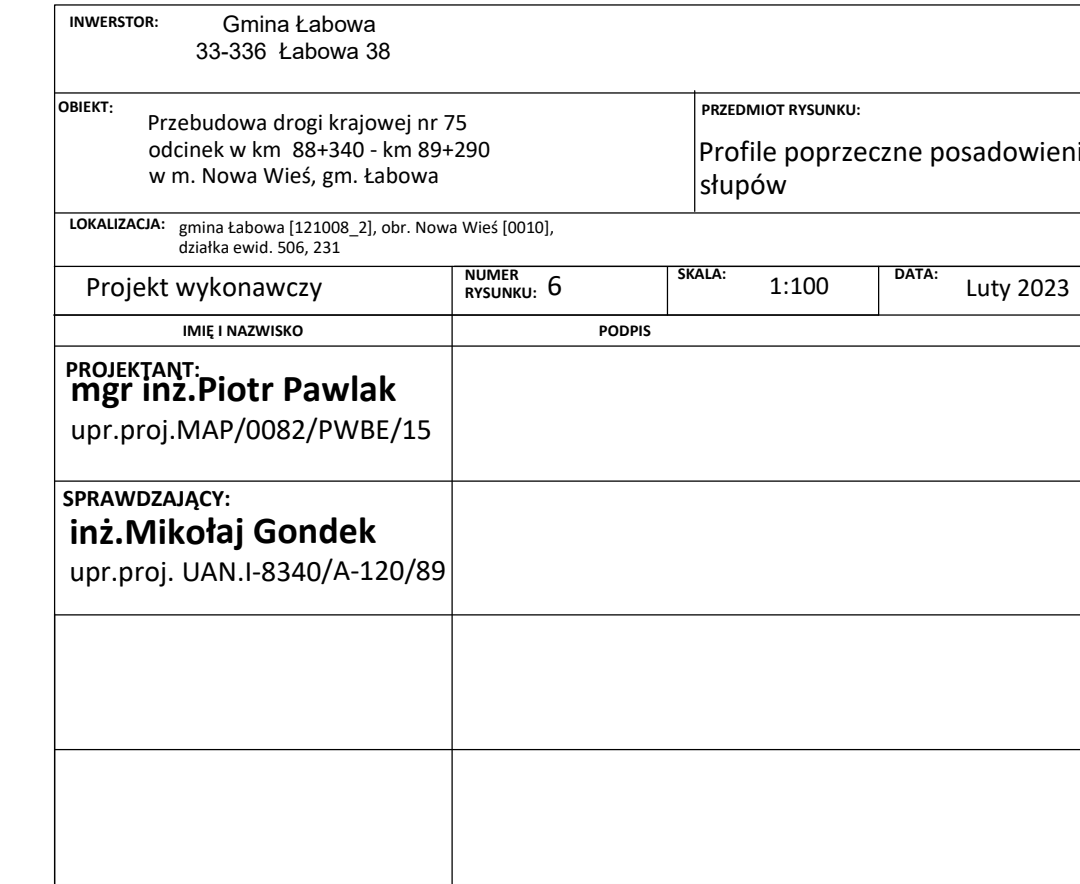 INWERSTOR: Gmina Łabowa
33-336 Łabowa 38
OBIEKT:
Przebudowa drogi krajowej nr 75
odcinek w km 88+340 - km 89+290
w m. Nowa Wieś, gm. Łabowa
PRZEDMIOT RYSUNKU:
Profile poprzeczne posadowieni
słupów
LOKALIZACJA: gmina Łabowa [121008_2], obr. Nowa Wieś [0010],
działka ewid. 506, 231
Projekt wykonawczy
NUMER
RYSUNKU: 6
SKALA: 1:100
DATA: Luty 2023
IMIĘ I NAZWISKO
PODPIS
PROJEKTANT:
mgr inż.Piotr Pawlak
upr.proj.MAP/0082/PWBE/15
SPRAWDZAJĄCY:
inż.Mikołaj Gondek
upr.proj. UAN.I-8340/A-120/89